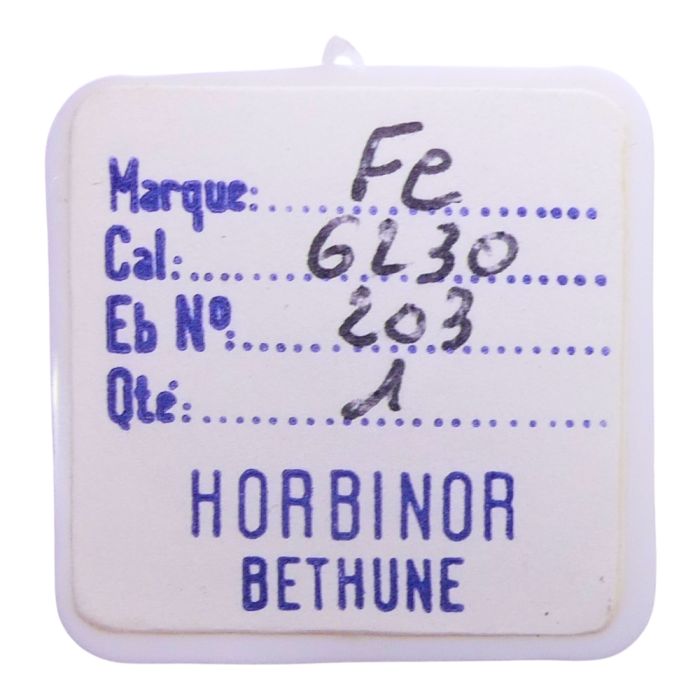 Marque: Fe
Cal: 6230
Eb Nº: 203
Qté: 1
HORBINOR
BETHUNE